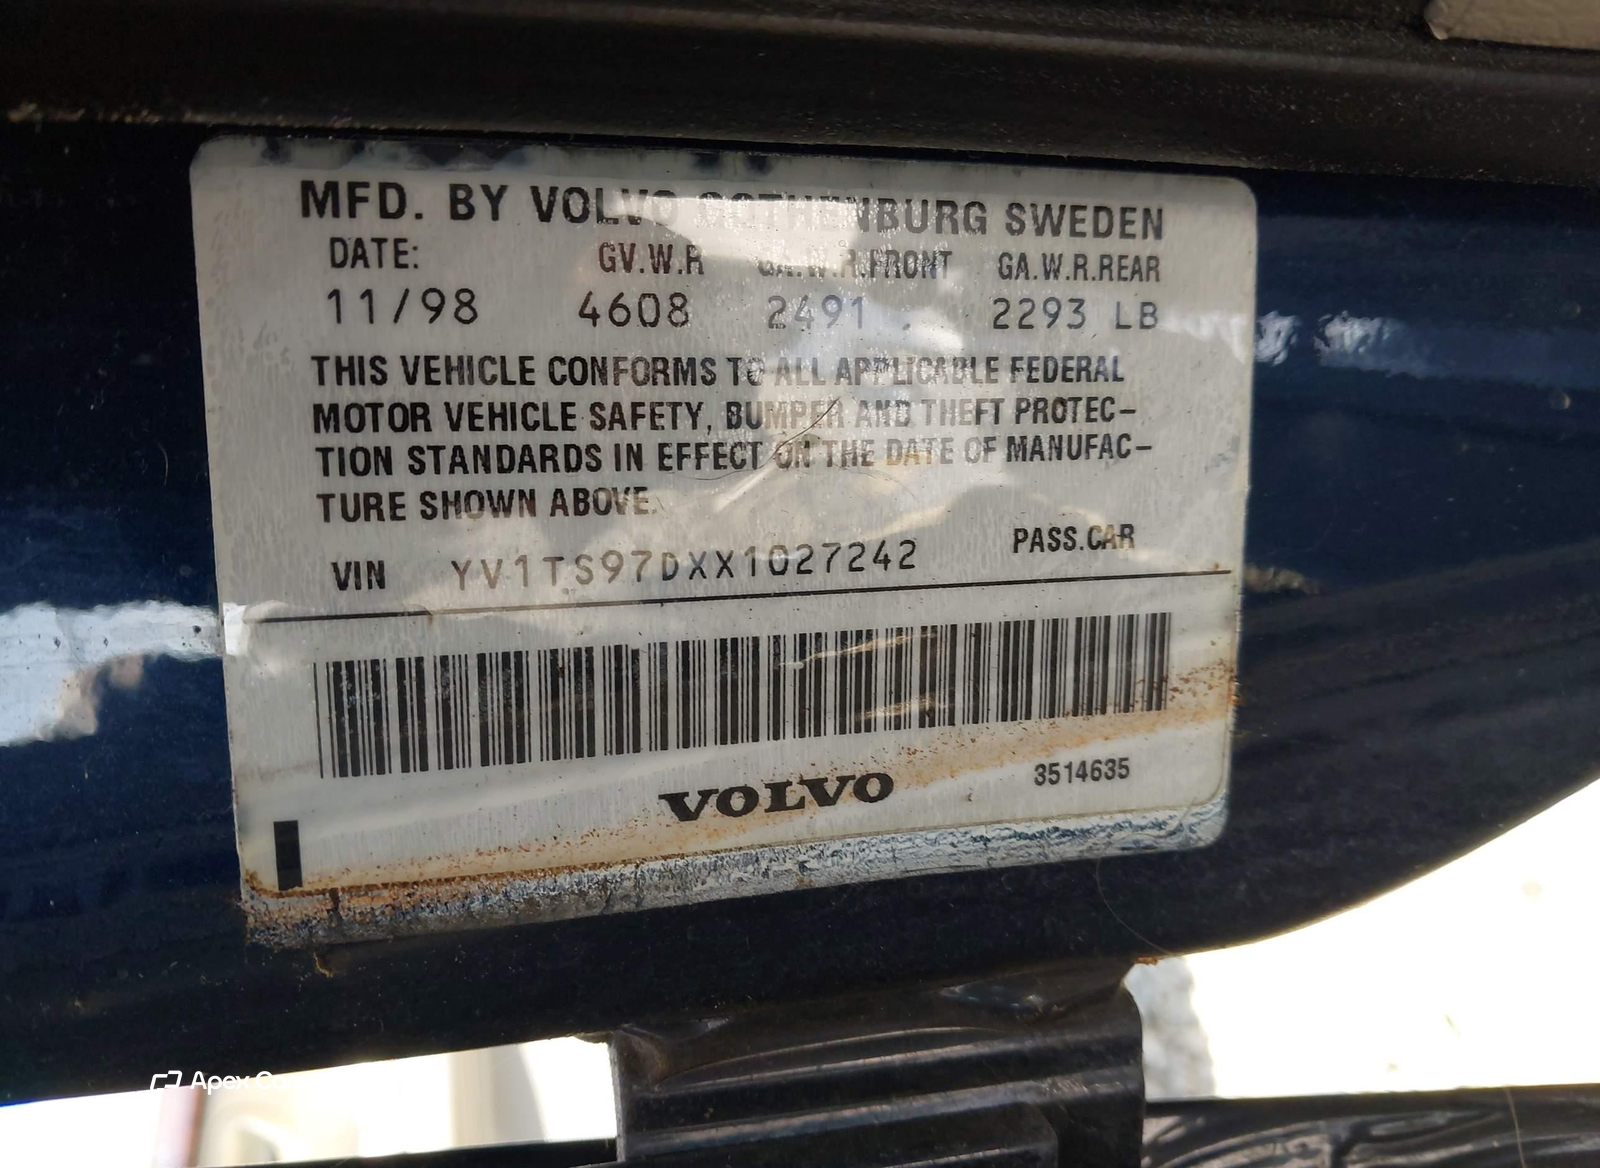 MFD. BY VOLVO GOTHENBURG SWEDEN
DATE: GV.W.R GA.W.R.FRONT GA.W.R.REAR
11/98 4608 2491 2293 LB
THIS VEHICLE CONFORMS TO ALL APPLICABLE FEDERAL
MOTOR VEHICLE SAFETY, BUMPER AND THEFT PROTEC-
TION STANDARDS IN EFFECT ON THE DATE OF MANUFAC-
TURE SHOWN ABOVE.
PASS.CAR
VIN YV1TS97DXX1027242
VOLVO 3514635
Apex